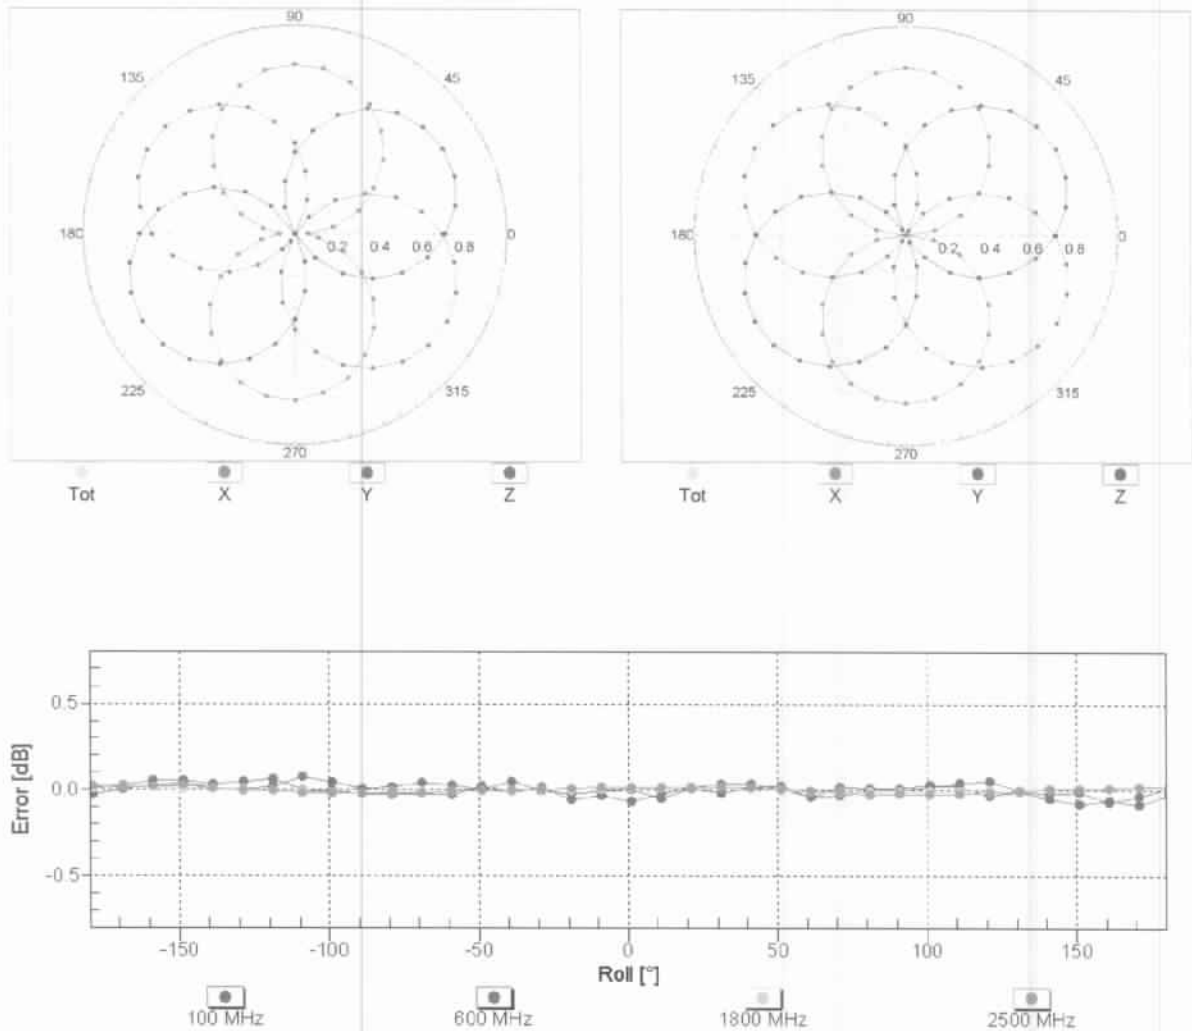 90 90
135 45 135 45
180 0.2 0.4 0.6 0.8 0 180 0.2 0.4 0.6 0.8 0
225 315 225 315
270 270
Tot X Y Z Tot X Y Z
0.5
0.0
-0.5
Error [dB]
-150 -100 -50 0 50 100 150
Roll [°]
100 MHz 600 MHz 1800 MHz 2500 MHz